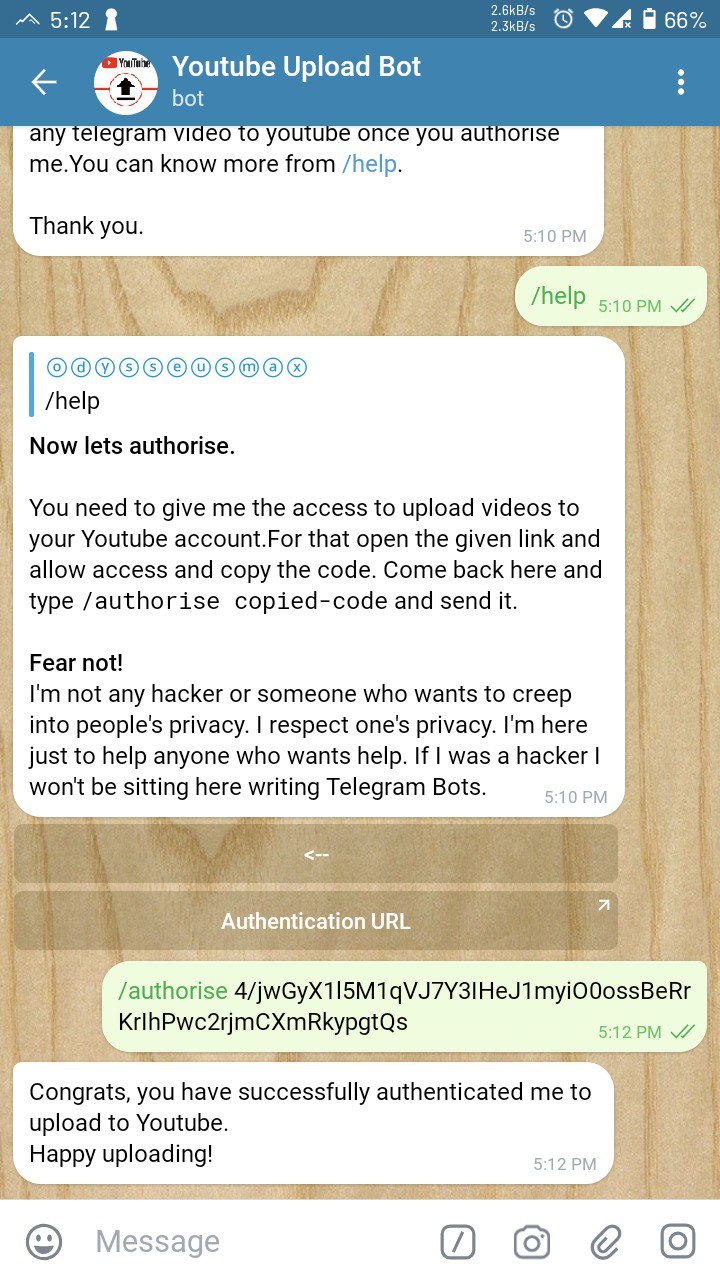 5:12
2.6kB/s
2.3kB/s
66%
YouTube
Youtube Upload Bot
bot
any telegram video to youtube once you authorise
me.You can know more from /help.
Thank you.
5:10 PM
/help 5:10 PM
ⓞⓓⓨⓢⓢⓔⓤⓢⓜⓐⓧ
/help
Now lets authorise.
You need to give me the access to upload videos to
your Youtube account.For that open the given link and
allow access and copy the code. Come back here and
type /authorise copied-code and send it.
Fear not!
I'm not any hacker or someone who wants to creep
into people's privacy. I respect one's privacy. I'm here
just to help anyone who wants help. If I was a hacker I
won't be sitting here writing Telegram Bots.
5:10 PM
<--
Authentication URL
/authorise 4/jwGyX1l5M1qVJ7Y3IHeJ1myiO0ossBeRr
KrIhPwc2rjmCXmRkypgtQs
5:12 PM
Congrats, you have successfully authenticated me to
upload to Youtube.
Happy uploading!
5:12 PM
Message